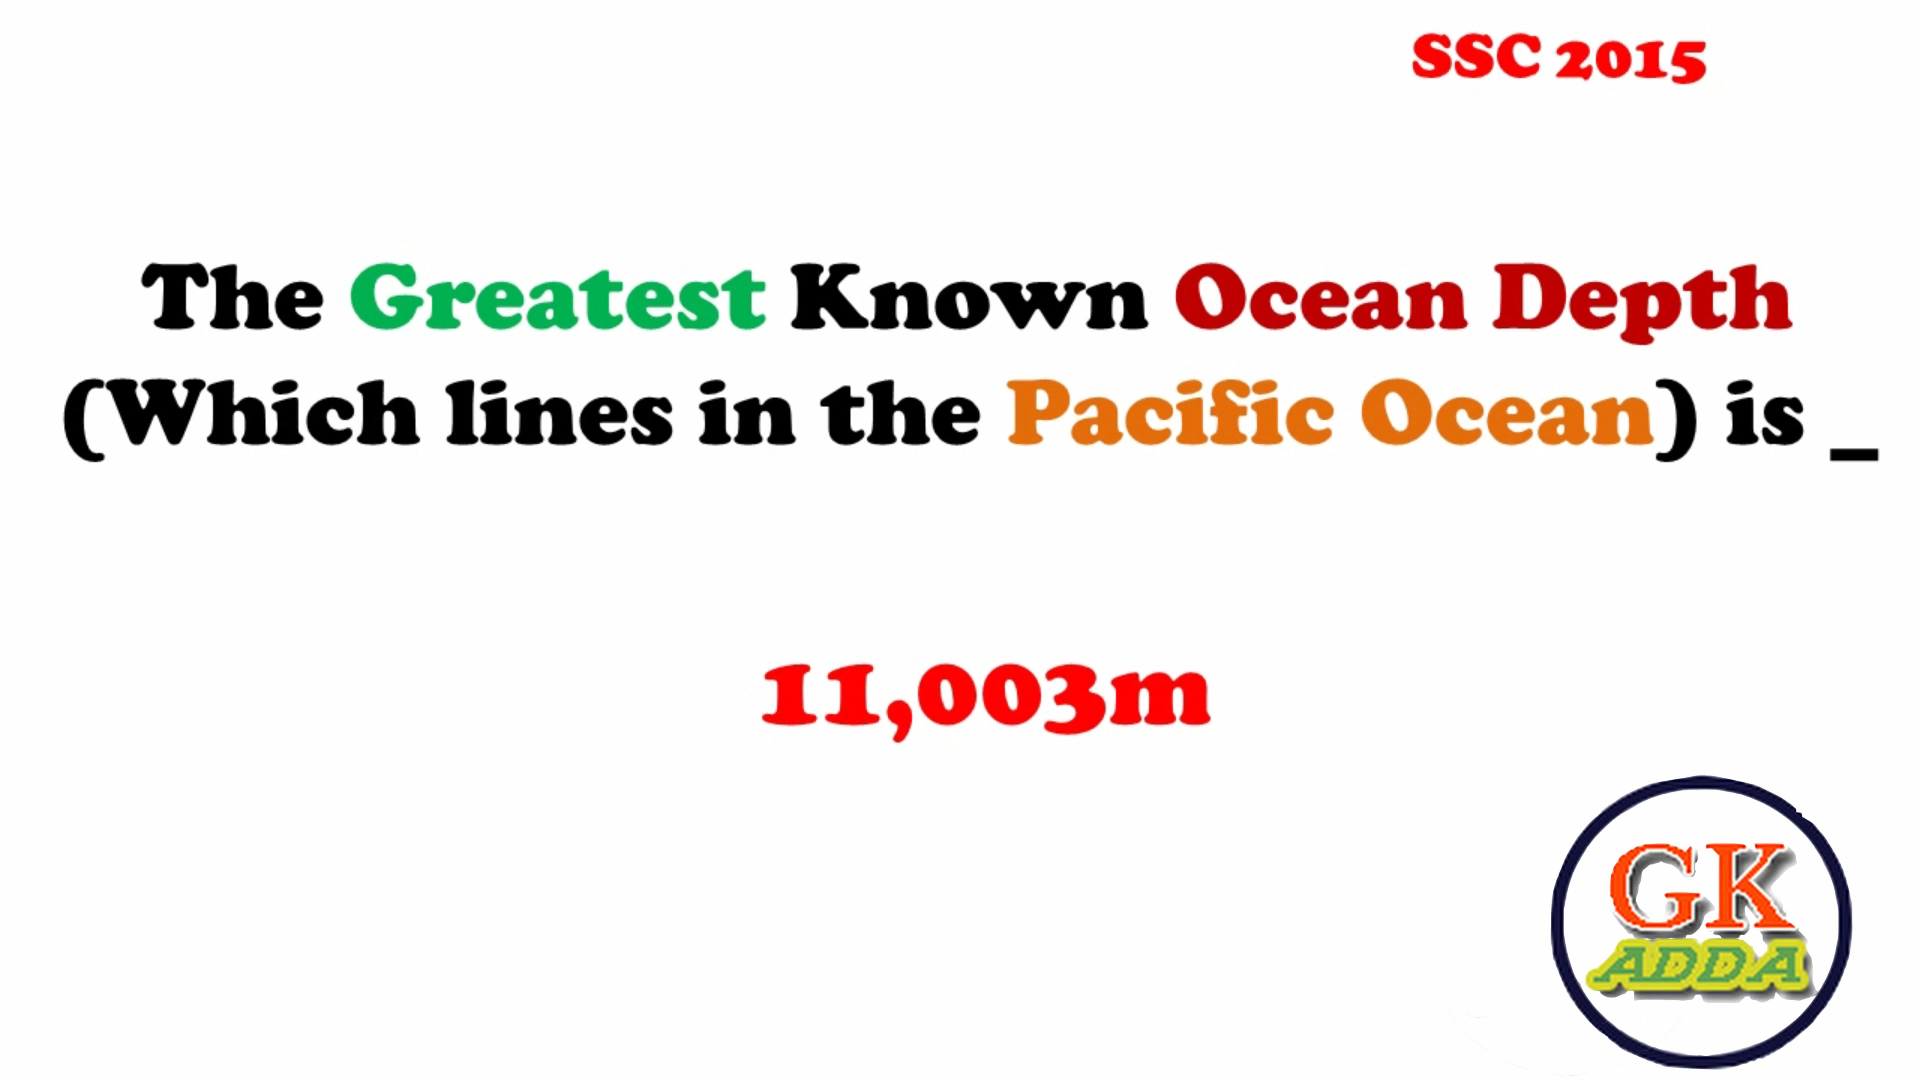 SSC 2015
The Greatest Known Ocean Depth
(Which lines in the Pacific Ocean) is _
11,003m
GK
ADDA